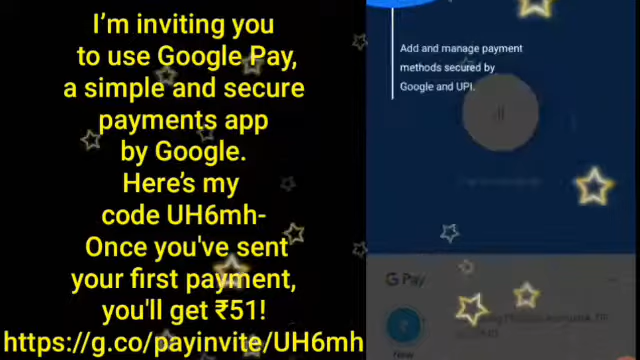 I’m inviting you
to use Google Pay,
a simple and secure
payments app
by Google.
Here’s my
code UH6mh-
Once you've sent
your first payment,
you'll get ₹51!
https://g.co/payinvite/UH6mh
Add and manage payment
methods secured by
Google and UPI.
G Pay
New